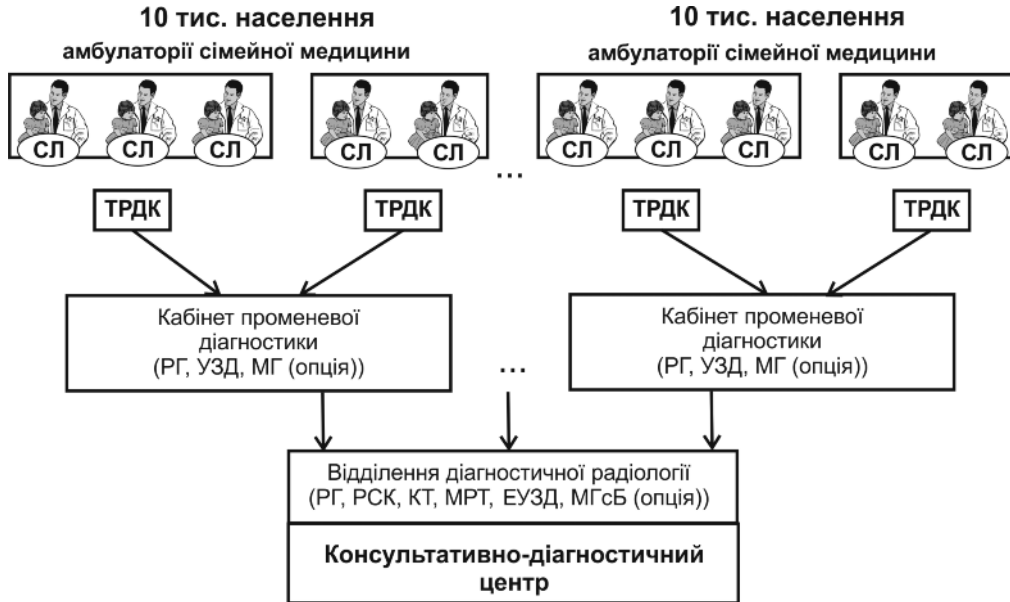 10 тис. населення
10 тис. населення
амбулаторії сімейної медицини
амбулаторії сімейної медицини
СЛ СЛ СЛ СЛ СЛ ... СЛ СЛ СЛ СЛ СЛ
ТРДК ТРДК ТРДК ТРДК
Кабінет променевої
діагностики
(РГ, УЗД, МГ (опція))
...
Кабінет променевої
діагностики
(РГ, УЗД, МГ (опція))
Відділення діагностичної радіології
(РГ, РСК, КТ, МРТ, ЕУЗД, МГсБ (опція))
Консультативно-діагностичний
центр